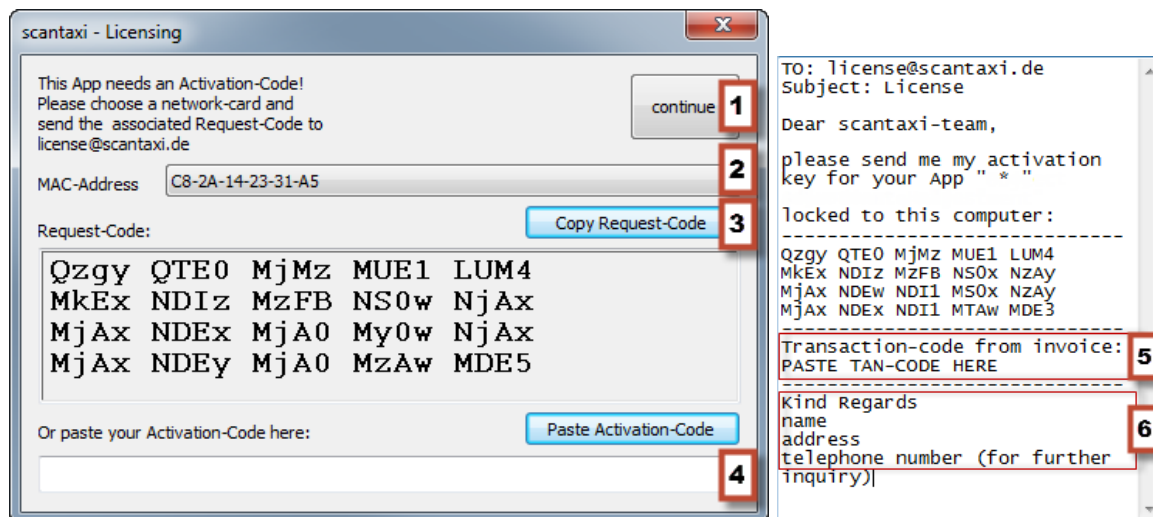 scantaxi - Licensing
This App needs an Activation-Code!
Please choose a network-card and
send the associated Request-Code to
license@scantaxi.de
continue
1
MAC-Address
C8-2A-14-23-31-A5
2
Request-Code:
Copy Request-Code
3
Qzgy QTE0 MjMz MUE1 LUM4
MkEx NDIz MzFB NS0w NjAx
MjAx NDEx MjA0 My0w NjAx
MjAx NDEy MjA0 MzAw MDE5
Or paste your Activation-Code here:
Paste Activation-Code
4
TO: license@scantaxi.de
Subject: License
Dear scantaxi-team,
please send me my activation
key for your App " * "
locked to this computer:
------------------------------
Qzgy QTE0 MjMz MUE1 LUM4
MkEx NDIz MzFB NS0x NzAy
MjAx NDEw NDI1 MS0x NzAy
MjAx NDEx NDI1 MTAw MDE3
------------------------------
Transaction-code from invoice:
PASTE TAN-CODE HERE
5
------------------------------
Kind Regards
name
address
telephone number (for further
inquiry)
6